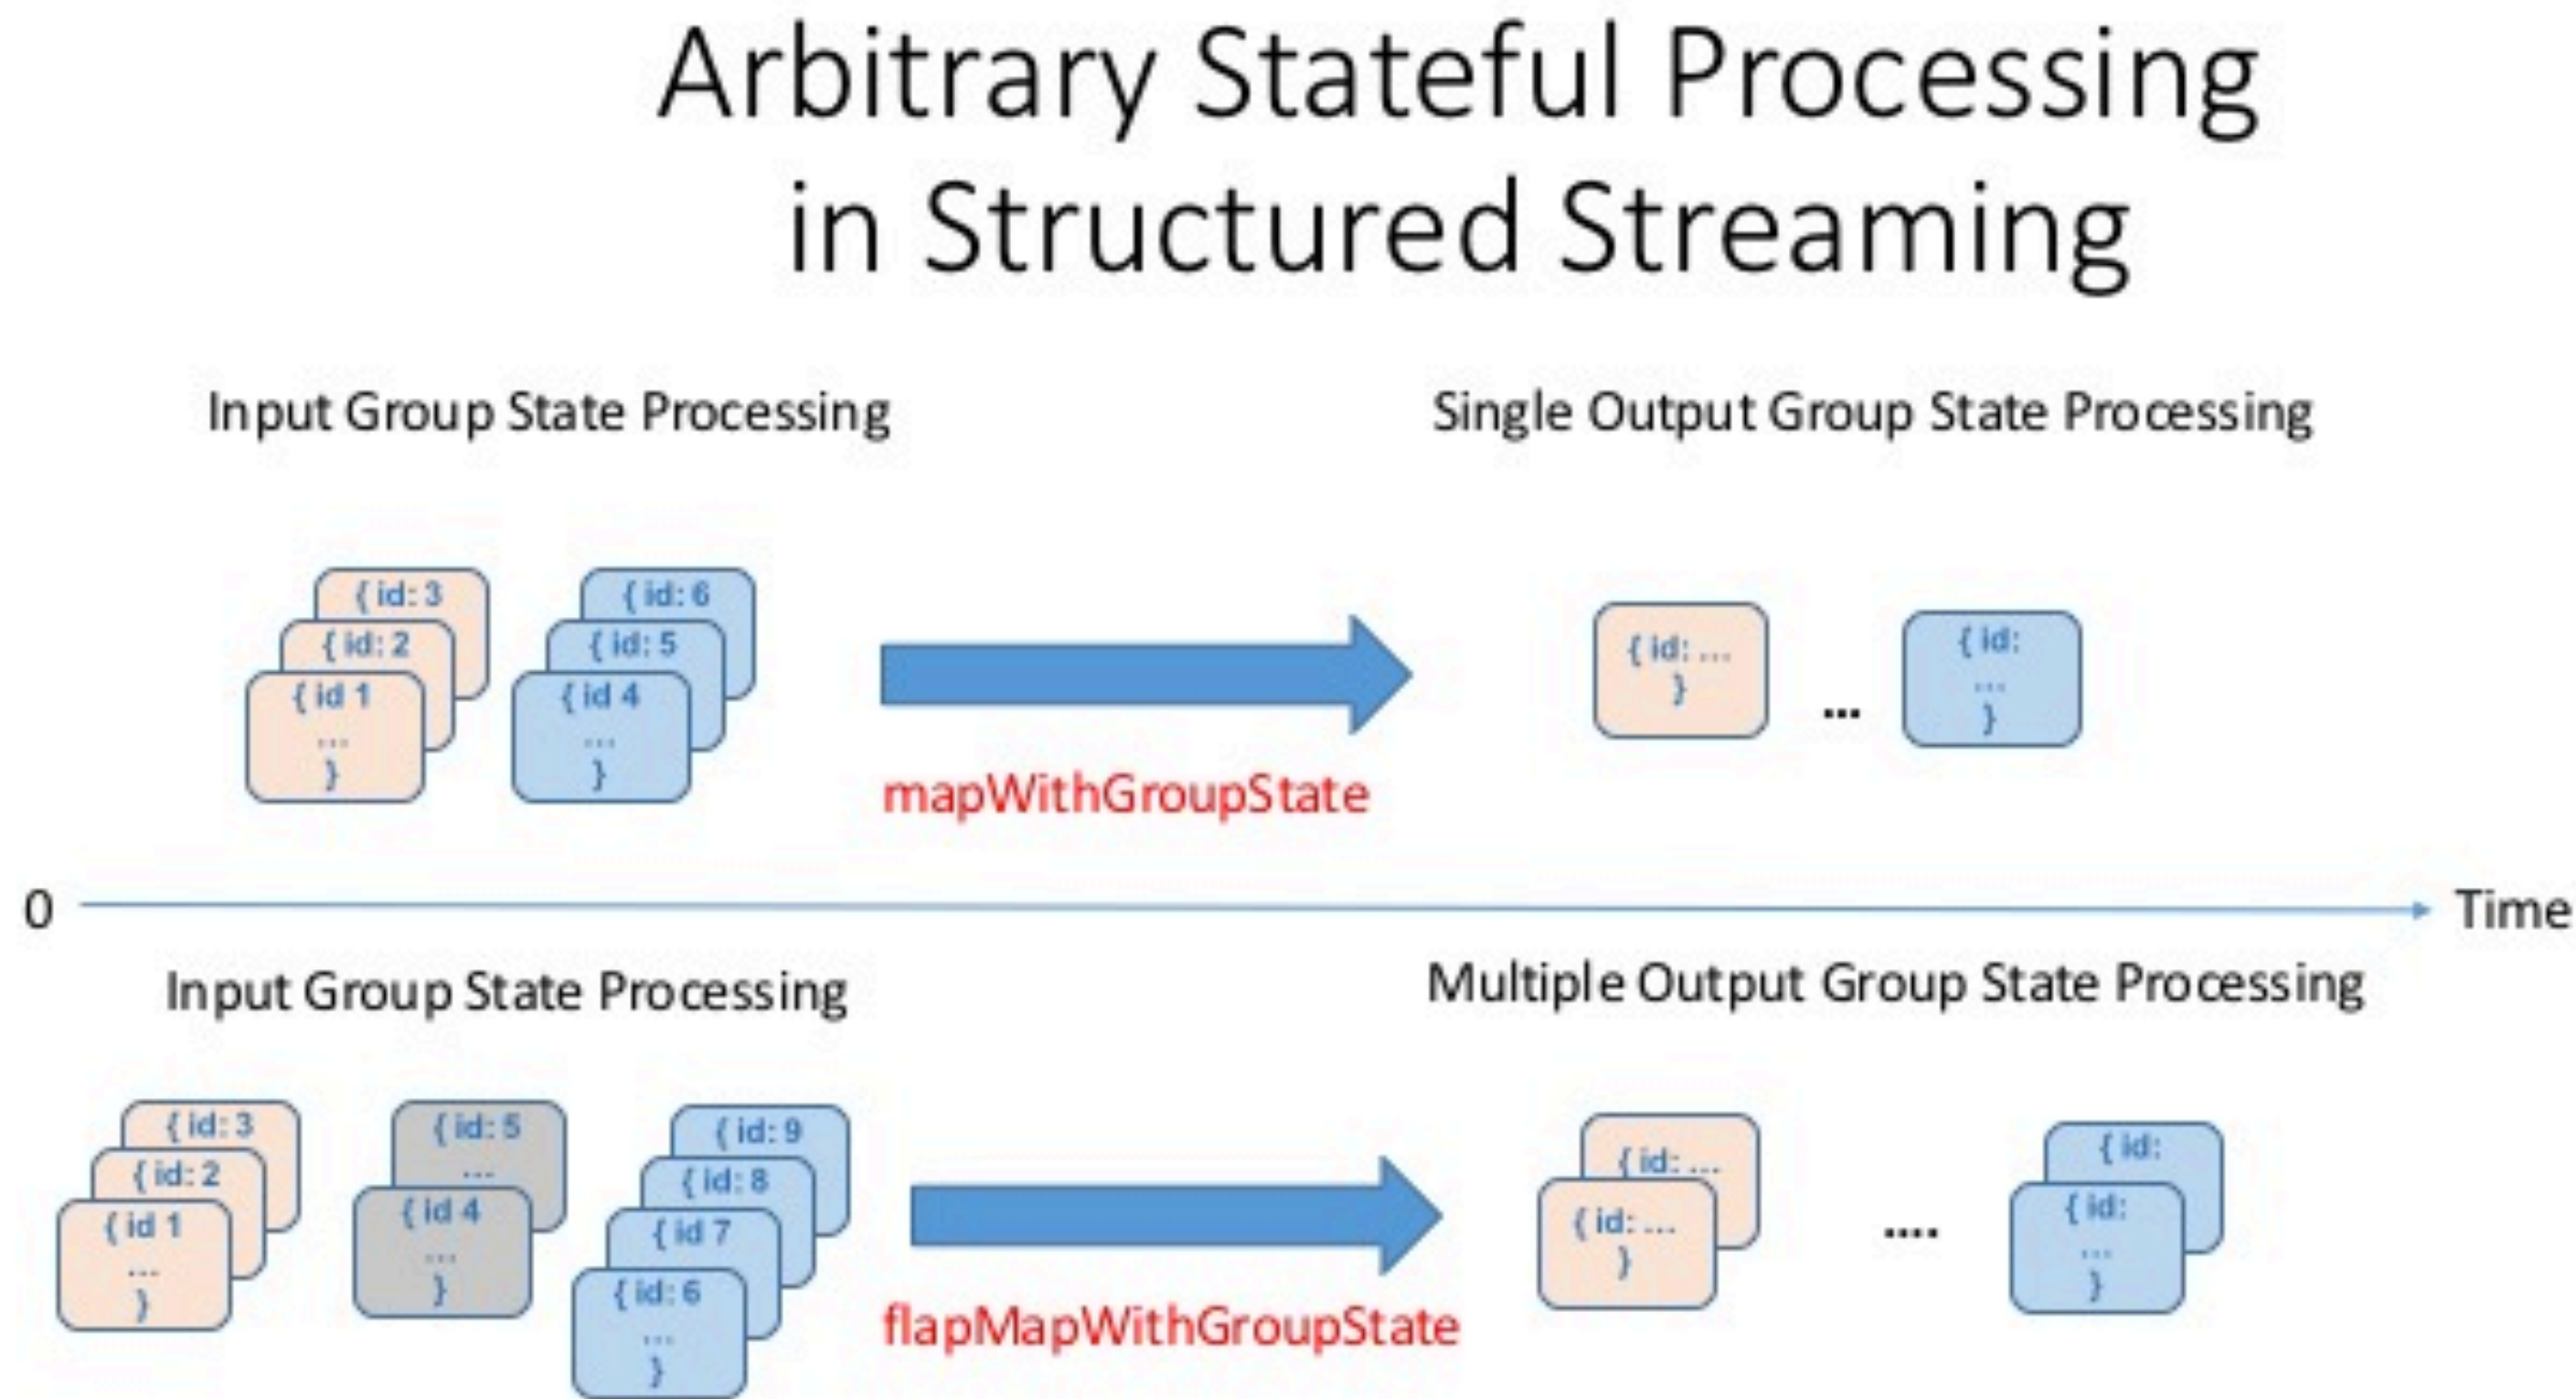 Arbitrary Stateful Processing
in Structured Streaming
Input Group State Processing
Single Output Group State Processing
{ id: 3
{ id: 2
{ id 1
...
}
{ id: 6
{ id: 5
{ id 4
...
}
mapWithGroupState
{ id: ...
}
...
{ id:
...
}
0
Time
Input Group State Processing
Multiple Output Group State Processing
{ id: 3
{ id: 2
{ id 1
...
}
{ id: 5
...
{ id 4
...
}
{ id: 9
{ id: 8
{ id 7
{ id: 6
...
}
flapMapWithGroupState
{ id: ...
{ id: ...
}
....
{ id:
{ id:
...
}